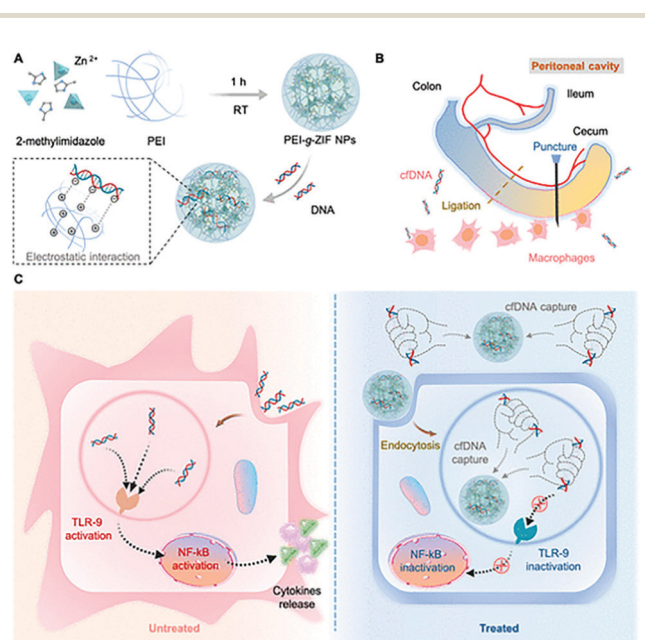 A
Zn²⁺
2-methylimidazole
PEI
1 h
RT
PEI-g-ZIF NPs
DNA
Electrostatic interaction
B
Peritoneal cavity
Colon
Ileum
Cecum
Puncture
cfDNA
Ligation
Macrophages
C
TLR-9
activation
NF-kB
activation
Cytokines
release
Untreated
cfDNA capture
Endocytosis
cfDNA
capture
NF-kB
inactivation
TLR-9
inactivation
Treated